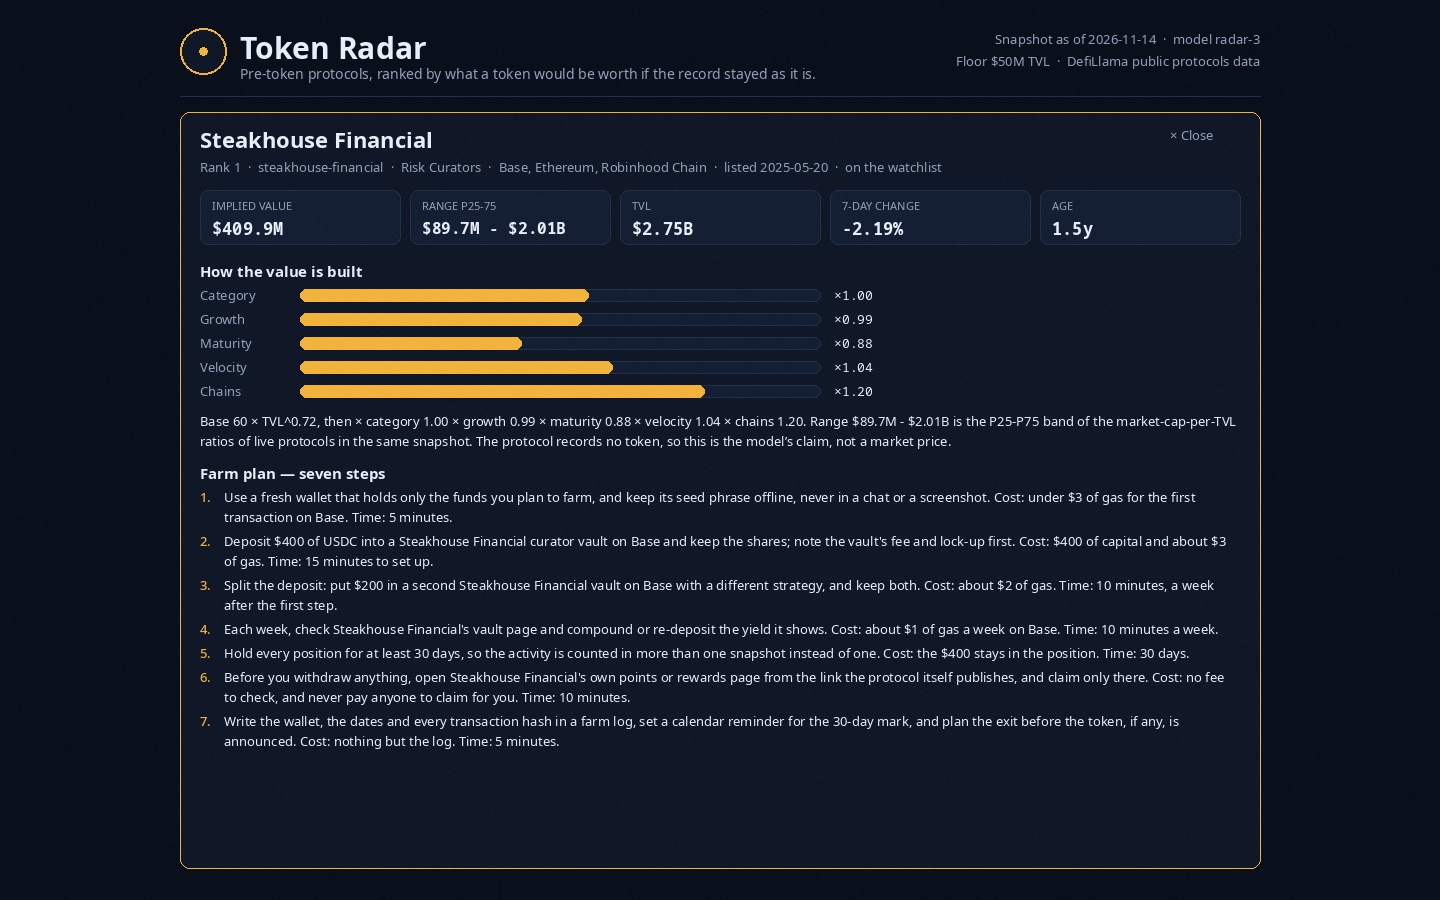 Token Radar
Pre-token protocols, ranked by what a token would be worth if the record stayed as it is.
Snapshot as of 2026-11-14 · model radar-3
Floor $50M TVL · DefiLlama public protocols data
Steakhouse Financial
× Close
Rank 1 · steakhouse-financial · Risk Curators · Base, Ethereum, Robinhood Chain · listed 2025-05-20 · on the watchlist
IMPLIED VALUE
$409.9M
RANGE P25-75
$89.7M - $2.01B
TVL
$2.75B
7-DAY CHANGE
-2.19%
AGE
1.5y
How the value is built
Category ×1.00
Growth ×0.99
Maturity ×0.88
Velocity ×1.04
Chains ×1.20
Base 60 × TVL^0.72, then × category 1.00 × growth 0.99 × maturity 0.88 × velocity 1.04 × chains 1.20. Range $89.7M - $2.01B is the P25-P75 band of the market-cap-per-TVL
ratios of live protocols in the same snapshot. The protocol records no token, so this is the model’s claim, not a market price.
Farm plan — seven steps
1. Use a fresh wallet that holds only the funds you plan to farm, and keep its seed phrase offline, never in a chat or a screenshot. Cost: under $3 of gas for the first
transaction on Base. Time: 5 minutes.
2. Deposit $400 of USDC into a Steakhouse Financial curator vault on Base and keep the shares; note the vault's fee and lock-up first. Cost: $400 of capital and about $3
of gas. Time: 15 minutes to set up.
3. Split the deposit: put $200 in a second Steakhouse Financial vault on Base with a different strategy, and keep both. Cost: about $2 of gas. Time: 10 minutes, a week
after the first step.
4. Each week, check Steakhouse Financial's vault page and compound or re-deposit the yield it shows. Cost: about $1 of gas a week on Base. Time: 10 minutes a week.
5. Hold every position for at least 30 days, so the activity is counted in more than one snapshot instead of one. Cost: the $400 stays in the position. Time: 30 days.
6. Before you withdraw anything, open Steakhouse Financial's own points or rewards page from the link the protocol itself publishes, and claim only there. Cost: no fee
to check, and never pay anyone to claim for you. Time: 10 minutes.
7. Write the wallet, the dates and every transaction hash in a farm log, set a calendar reminder for the 30-day mark, and plan the exit before the token, if any, is
announced. Cost: nothing but the log. Time: 5 minutes.